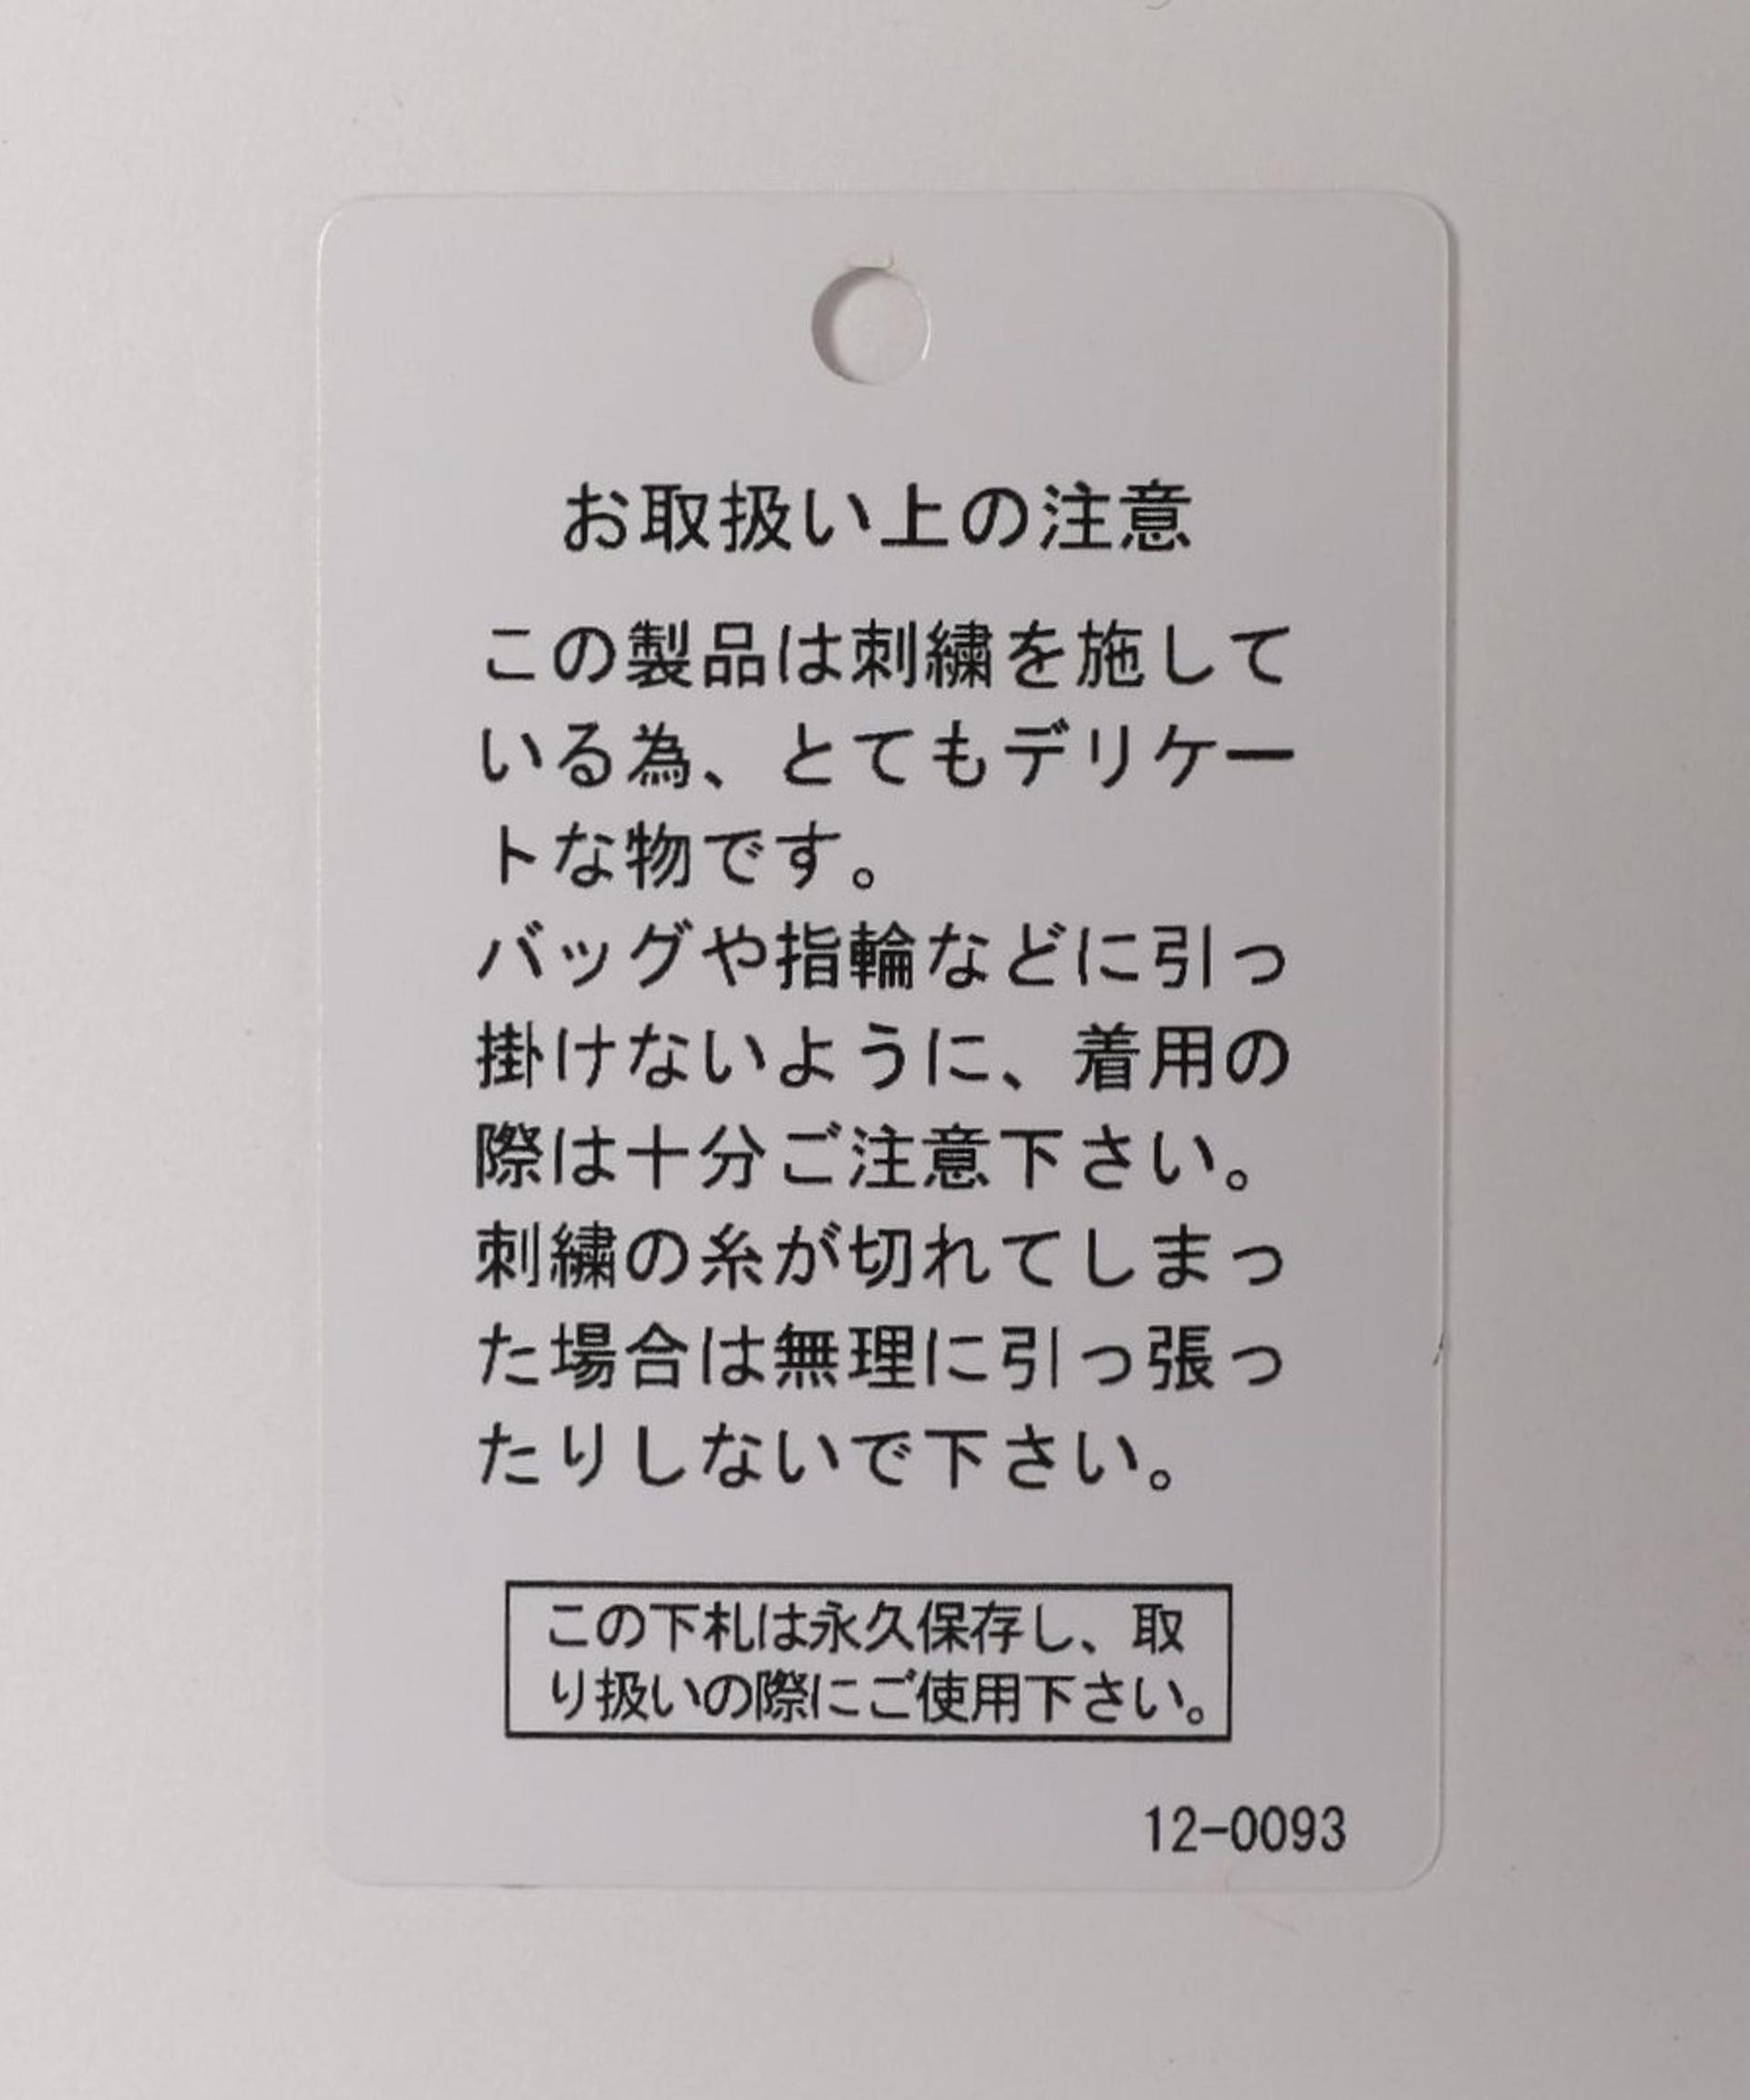 お取扱い上の注意
この製品は刺繍を施して
いる為、とてもデリケー
トな物です。
バッグや指輪などに引っ
掛けないように、着用の
際は十分ご注意下さい。
刺繍の糸が切れてしまっ
た場合は無理に引っ張っ
たりしないで下さい。
この下札は永久保存し、取
り扱いの際にご使用下さい。
12-0093